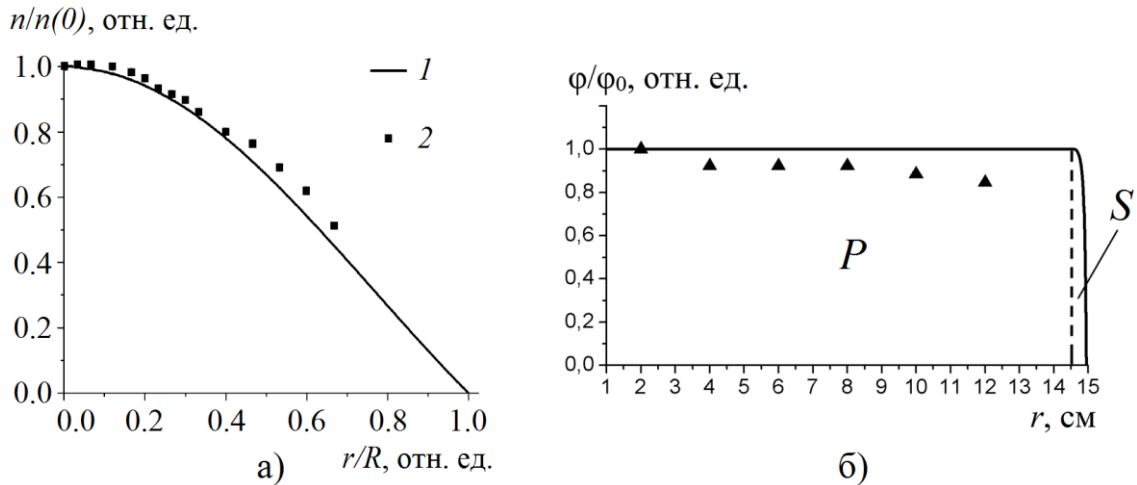 n/n(0), отн. ед.
1.0
0.8
0.6
0.4
0.2
0.0
0.0 0.2 0.4 0.6 0.8 1.0
r/R, отн. ед.
1
2
а)
φ/φ₀, отн. ед.
1,0
0,8
0,6
0,4
0,2
0,0
1 2 3 4 5 6 7 8 9 10 11 12 13 14 15
r, см
P
S
б)